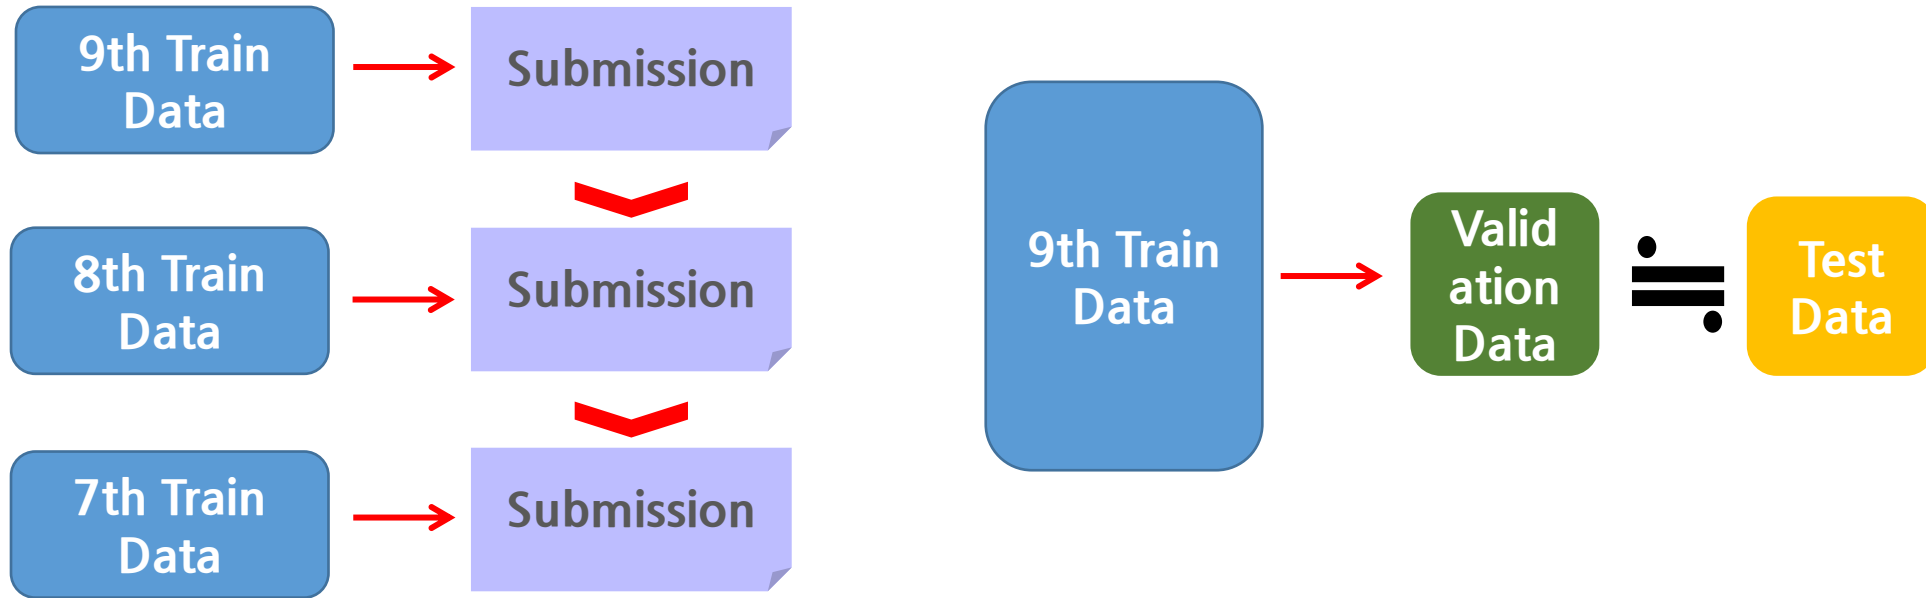 9th Train
Data
Submission
8th Train
Data
Submission
7th Train
Data
Submission
9th Train
Data
Valid
ation
Data
≒
Test
Data